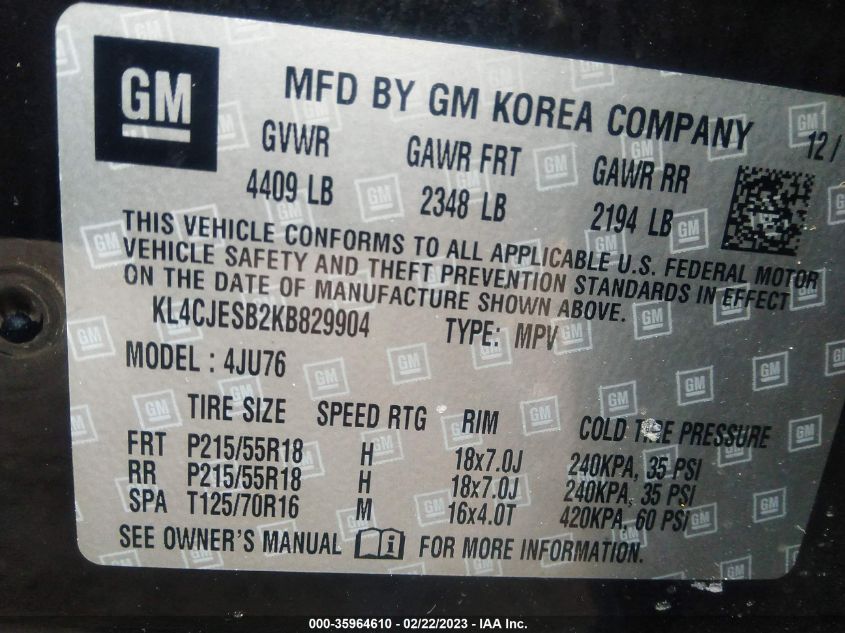 GM
MFD BY GM KOREA COMPANY
12/
GVWR GAWR FRT GAWR RR
4409 LB 2348 LB 2194 LB
THIS VEHICLE CONFORMS TO ALL APPLICABLE U.S. FEDERAL MOTOR
VEHICLE SAFETY AND THEFT PREVENTION STANDARDS IN EFFECT
ON THE DATE OF MANUFACTURE SHOWN ABOVE.
KL4CJESB2KB829904 TYPE: MPV
MODEL : 4JU76
TIRE SIZE SPEED RTG RIM COLD TIRE PRESSURE
FRT P215/55R18 H 18x7.0J 240KPA, 35 PSI
RR P215/55R18 H 18x7.0J 240KPA, 35 PSI
SPA T125/70R16 M 16x4.0T 420KPA, 60 PSI
SEE OWNER'S MANUAL i FOR MORE INFORMATION.
000-35964610 - 02/22/2023 - IAA Inc.